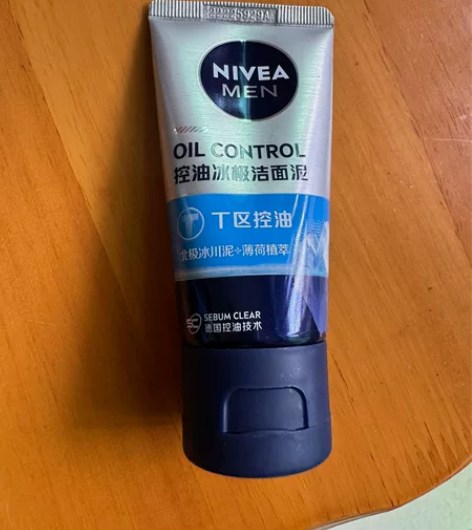 NIVEA
MEN
OIL CONTROL
控油冰极洁面泥
T区控油
北极冰川泥+薄荷植萃
SEBUM CLEAR
德国控油技术